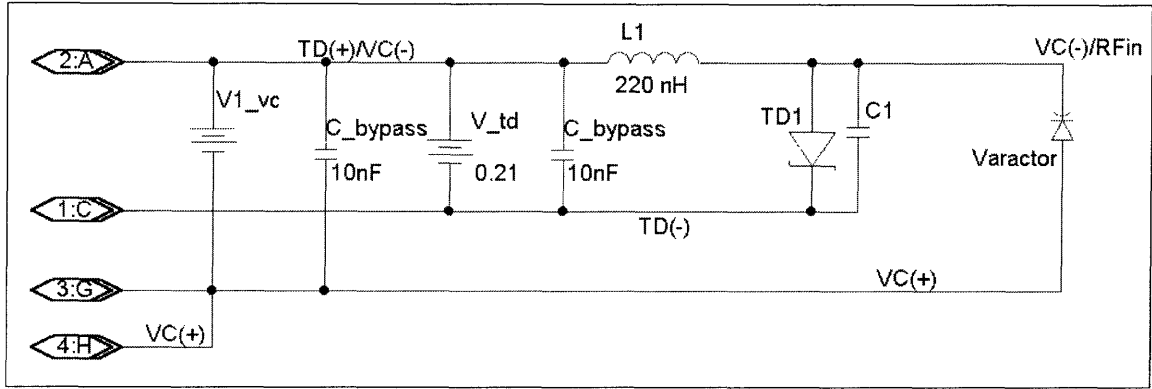 2:A
TD(+)/VC(-)
L1
220 nH
VC(-)/RFin
V1_vc
C_bypass
10nF
V_td
0.21
C_bypass
10nF
TD1
C1
Varactor
1:C
TD(-)
3:G
VC(+)
4:H
VC(+)